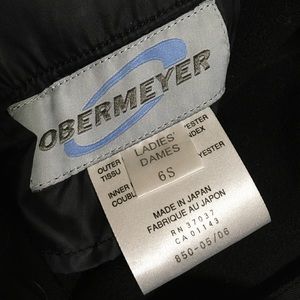 OBERMEYER
OUTER
TISSU
LADIES'
DAMES
6S
INNER
MADE IN JAPAN
FABRIQUE AU JAPON
RN 37037
CA 01143
850-05/06